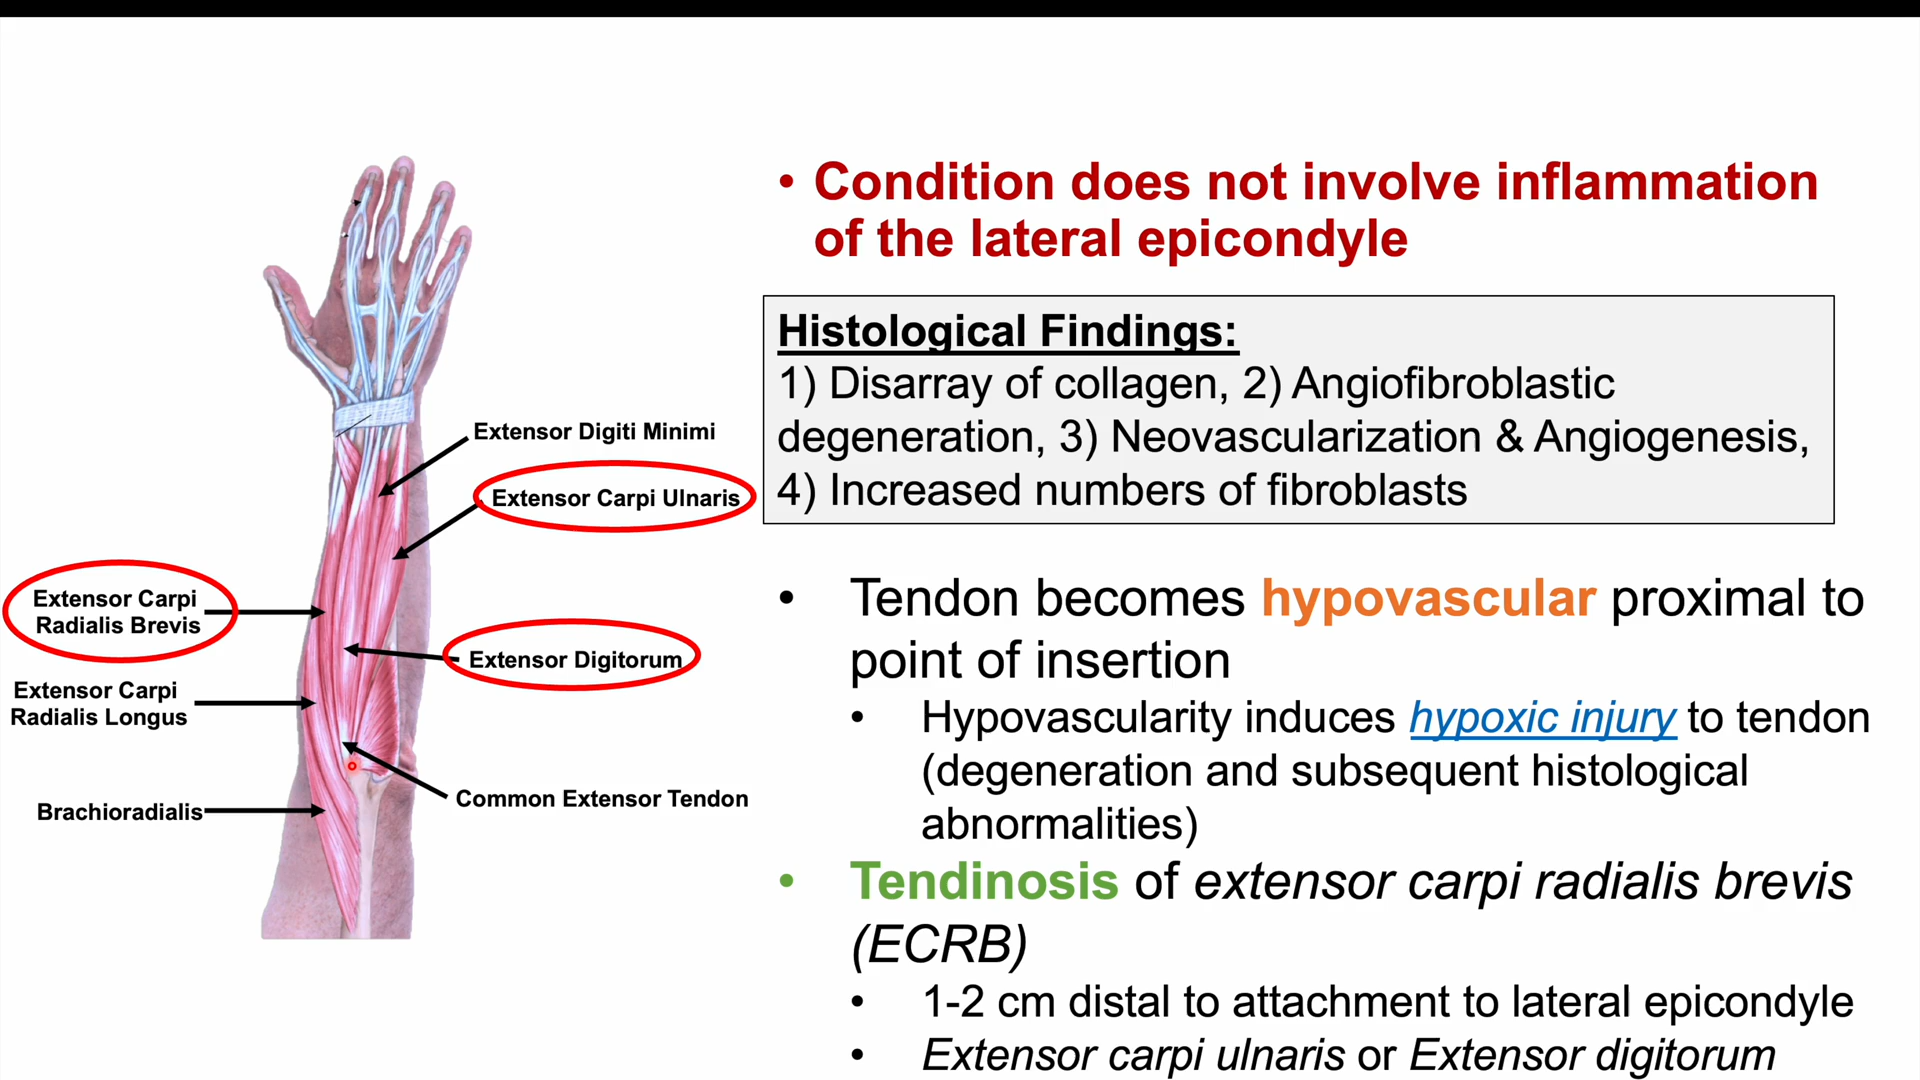 • Condition does not involve inflammation
of the lateral epicondyle
Histological Findings:
1) Disarray of collagen, 2) Angiofibroblastic
degeneration, 3) Neovascularization & Angiogenesis,
4) Increased numbers of fibroblasts
• Tendon becomes hypovascular proximal to
point of insertion
• Hypovascularity induces hypoxic injury to tendon
(degeneration and subsequent histological
abnormalities)
• Tendinosis of extensor carpi radialis brevis
(ECRB)
• 1-2 cm distal to attachment to lateral epicondyle
• Extensor carpi ulnaris or Extensor digitorum
Extensor Digiti Minimi
Extensor Carpi Ulnaris
Extensor Carpi
Radialis Brevis
Extensor Digitorum
Extensor Carpi
Radialis Longus
Common Extensor Tendon
Brachioradialis